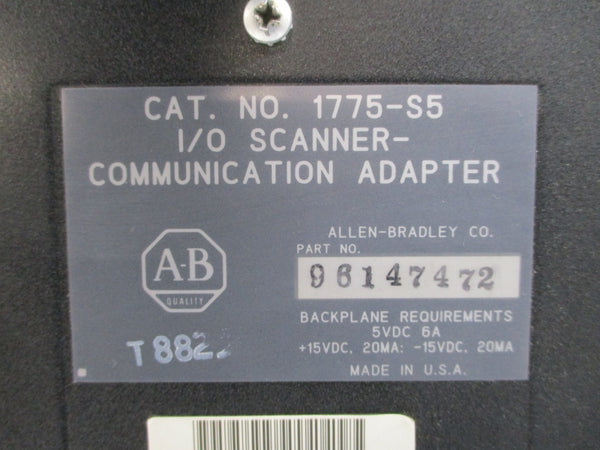 CAT. NO. 1775-S5
I/O SCANNER-
COMMUNICATION ADAPTER
A-B
QUALITY
ALLEN-BRADLEY CO.
PART NO.
96147472
BACKPLANE REQUIREMENTS
5VDC 6A
+15VDC, 20MA: -15VDC, 20MA
MADE IN U.S.A.